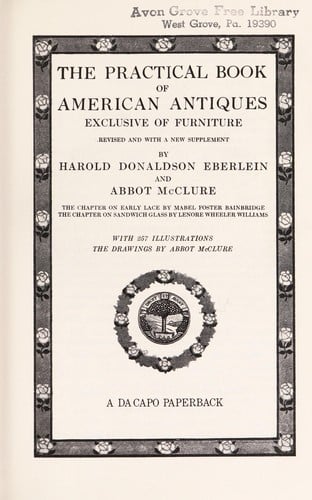 Avon Grove Free Library
West Grove, Pa. 19390
THE PRACTICAL BOOK
OF
AMERICAN ANTIQUES
EXCLUSIVE OF FURNITURE
REVISED AND WITH A NEW SUPPLEMENT
BY
HAROLD DONALDSON EBERLEIN
AND
ABBOT McCLURE
THE CHAPTER ON EARLY LACE BY MABEL FOSTER BAINBRIDGE
THE CHAPTER ON SANDWICH GLASS BY LENORE WHEELER WILLIAMS
WITH 257 ILLUSTRATIONS
THE DRAWINGS BY ABBOT McCLURE
A DA CAPO PAPERBACK